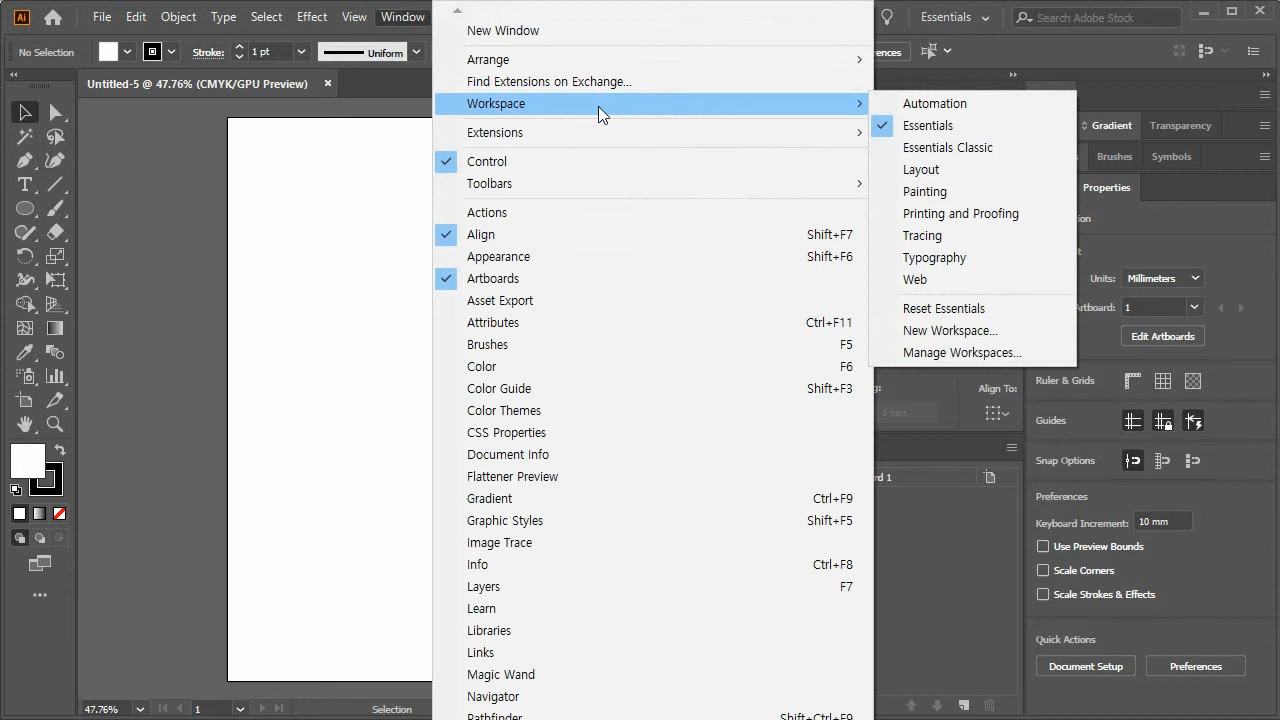 Ai
File
Edit
Object
Type
Select
Effect
View
Window
Essentials
Search Adobe Stock
No Selection
Stroke:
1 pt
Uniform
Untitled-5 @ 47.76% (CMYK/GPU Preview)
New Window
Arrange
Find Extensions on Exchange...
Workspace
Extensions
Control
Toolbars
Actions
Align Shift+F7
Appearance Shift+F6
Artboards
Asset Export
Attributes Ctrl+F11
Brushes F5
Color F6
Color Guide Shift+F3
Color Themes
CSS Properties
Document Info
Flattener Preview
Gradient Ctrl+F9
Graphic Styles Shift+F5
Image Trace
Info Ctrl+F8
Layers F7
Learn
Libraries
Links
Magic Wand
Navigator
Pathfinder Shift+Ctrl+F9
Automation
Essentials
Essentials Classic
Layout
Painting
Printing and Proofing
Tracing
Typography
Web
Reset Essentials
New Workspace...
Manage Workspaces...
Gradient
Transparency
Brushes
Symbols
Properties
Units: Millimeters
1
Edit Artboards
Ruler & Grids
Guides
Snap Options
Preferences
Keyboard Increment: 10 mm
Use Preview Bounds
Scale Corners
Scale Strokes & Effects
Quick Actions
Document Setup
Preferences
Align To:
0 mm
47.76%
1
Selection